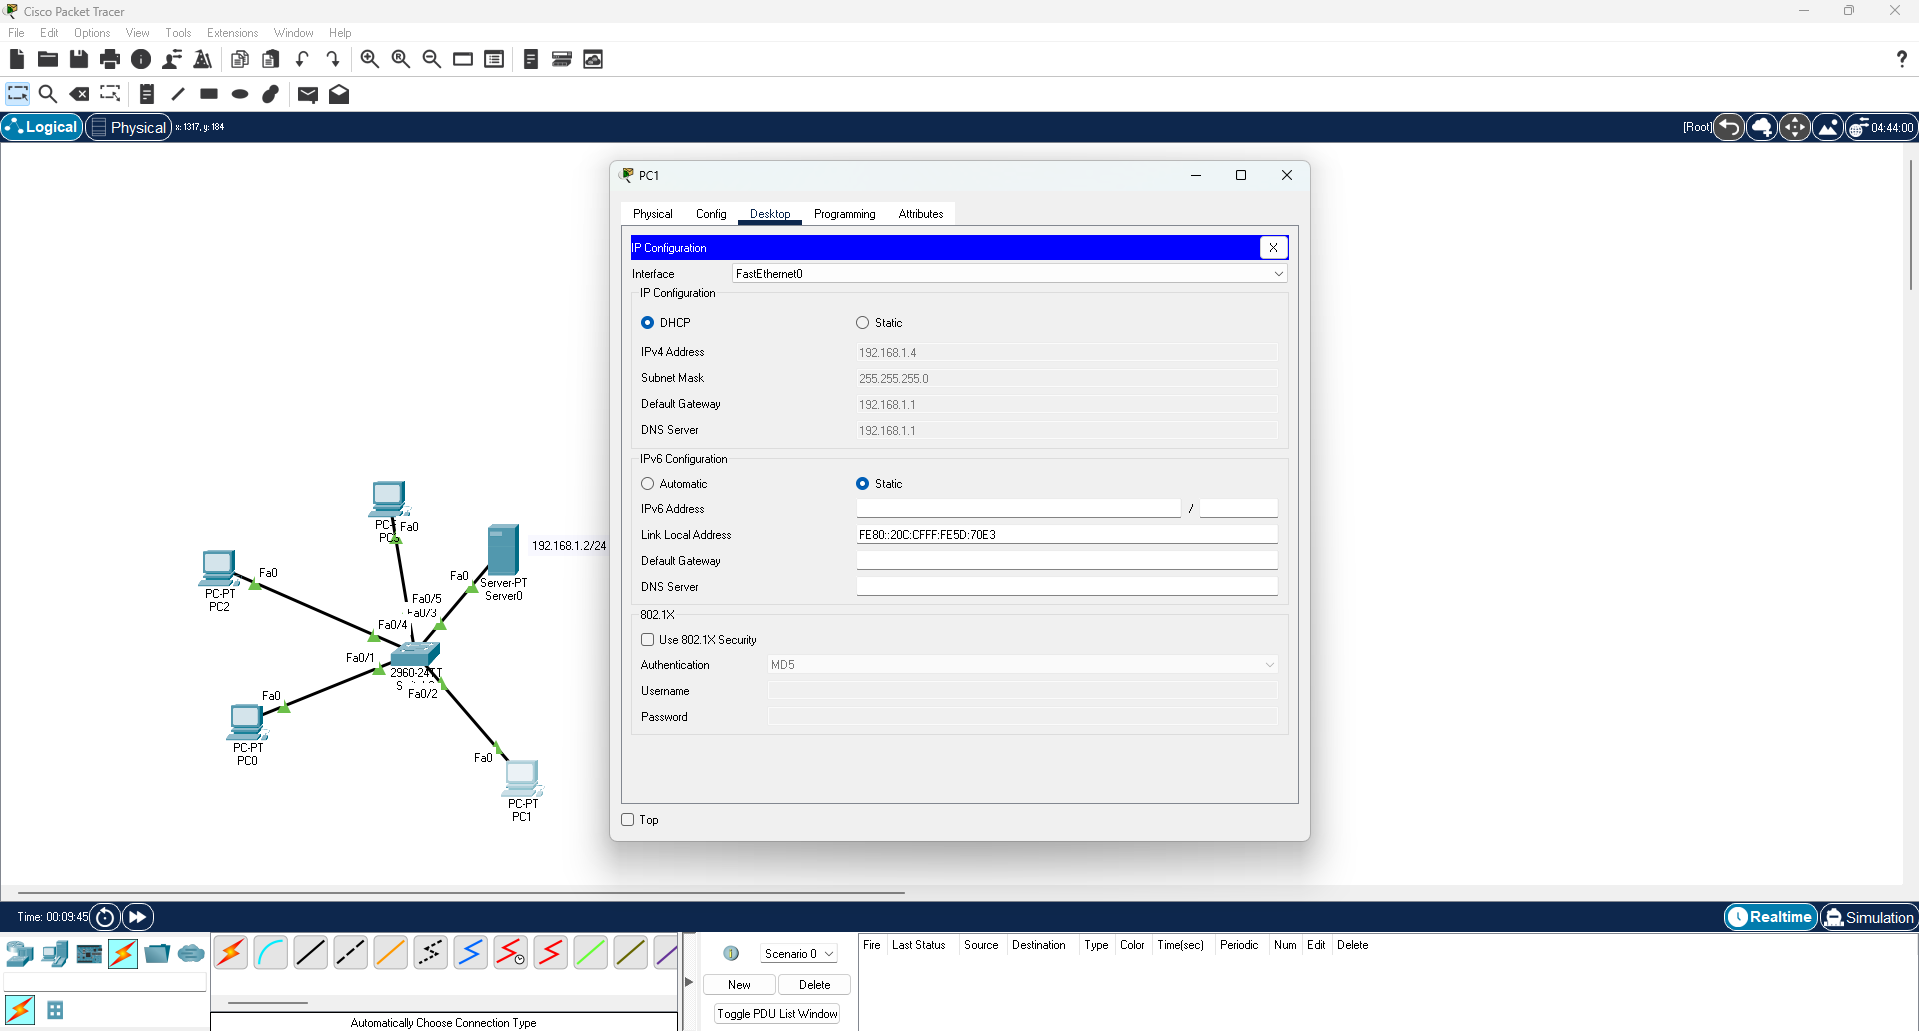 Cisco Packet Tracer
File Edit Options View Tools Extensions Window Help
Logical Physical x: 1317, y: 184 [Root] 04:44:00
PC1
Physical Config Desktop Programming Attributes
IP Configuration X
Interface FastEthernet0
IP Configuration
DHCP Static
IPv4 Address 192.168.1.4
Subnet Mask 255.255.255.0
Default Gateway 192.168.1.1
DNS Server 192.168.1.1
IPv6 Configuration
Automatic Static
IPv6 Address /
Link Local Address FE80::20C:CFFF:FE5D:70E3
Default Gateway
DNS Server
802.1X
Use 802.1X Security
Authentication MD5
Username
Password
Top
Fa0
192.168.1.2/24
Fa0
Fa0
Server-PT
Server0
PC-PT
PC2
Fa0/5
Fa0/3
Fa0/4
Fa0/1
2960-24TT
Fa0/2
Fa0
PC-PT
PC0
Fa0
PC-PT
PC1
Time: 00:09:45 Realtime Simulation
Scenario 0
New Delete
Toggle PDU List Window
Fire Last Status Source Destination Type Color Time(sec) Periodic Num Edit Delete
Automatically Choose Connection Type